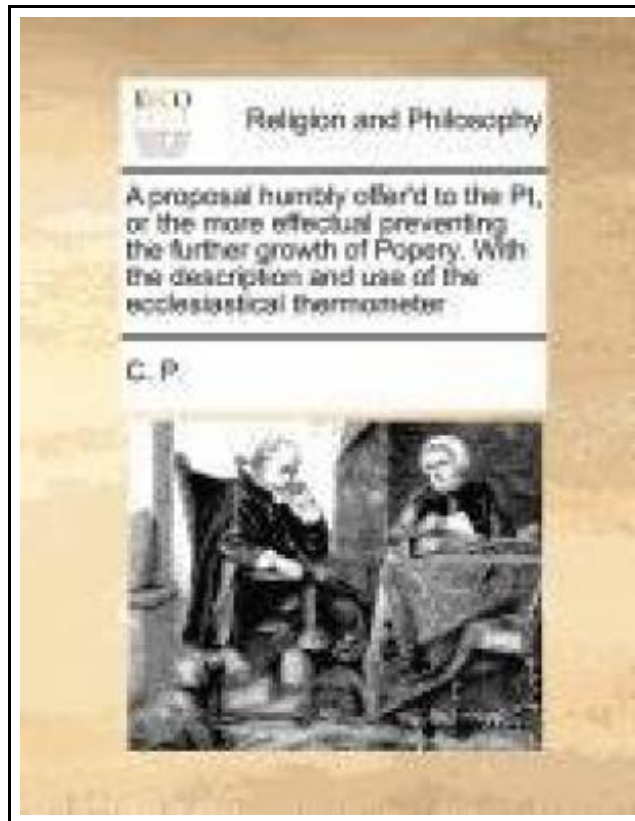 ECCO
Religion and Philosophy
A proposal humbly offer'd to the Pt,
or the more effectual preventing
the further growth of Popery. With
the description and use of the
ecclesiastical thermometer
C. P.